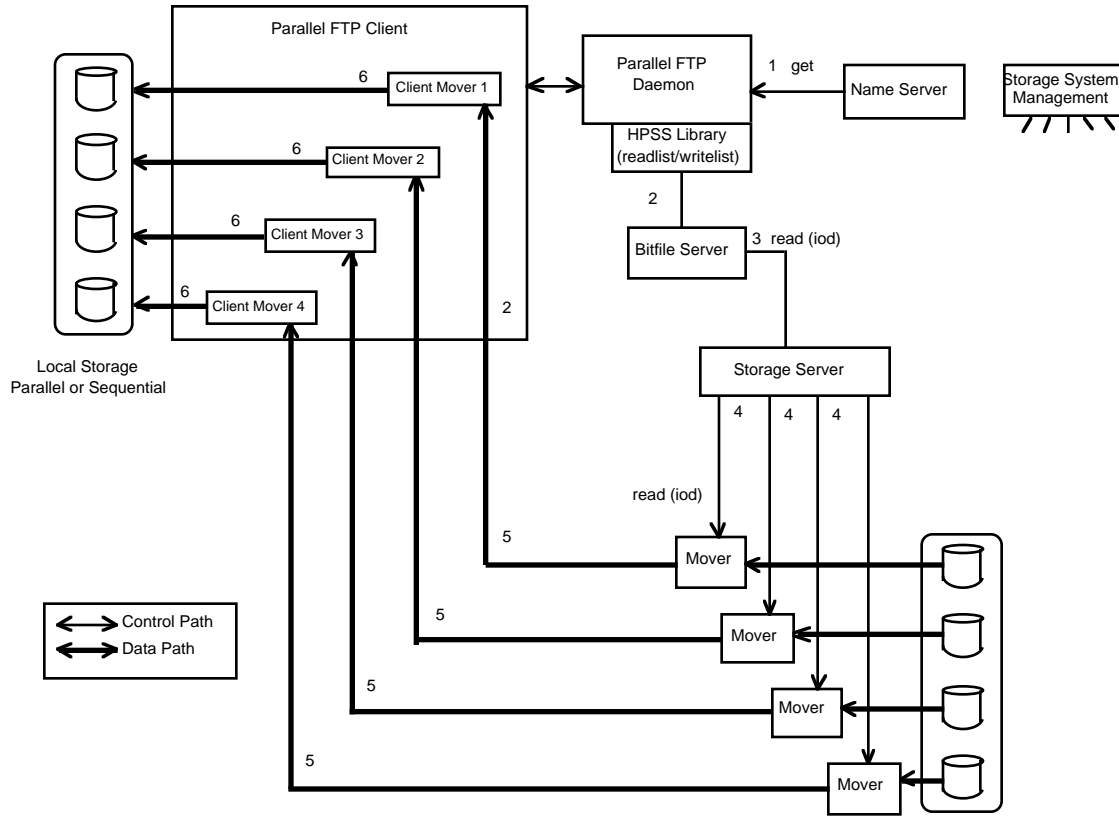 Parallel FTP Client
Parallel FTP
Daemon
1 get
Name Server
Storage System
Management
6
Client Mover 1
HPSS Library
(readlist/writelist)
6
Client Mover 2
2
6
Client Mover 3
Bitfile Server
3 read (iod)
6
Client Mover 4
2
Local Storage
Parallel or Sequential
Storage Server
4
4
4
read (iod)
5
Mover
Control Path
Data Path
5
Mover
5
Mover
5
Mover